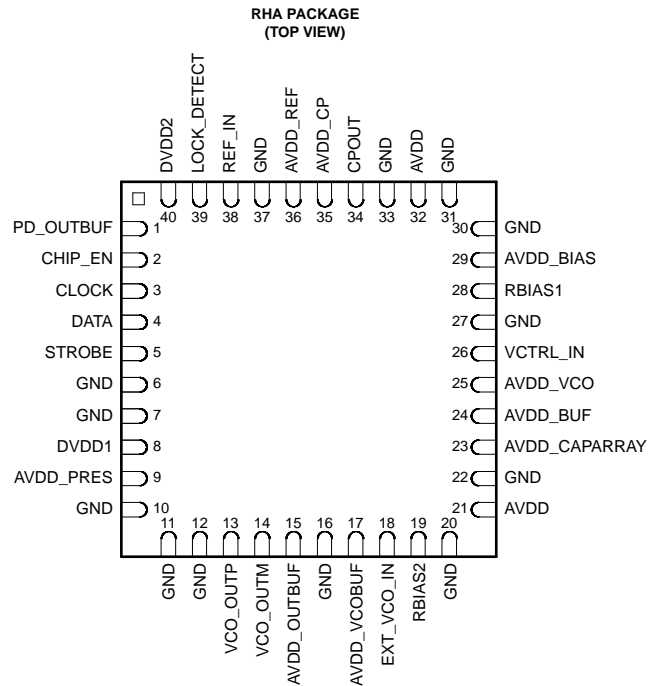 RHA PACKAGE
(TOP VIEW)
DVDD2
LOCK_DETECT
REF_IN
GND
AVDD_REF
AVDD_CP
CPOUT
GND
AVDD
GND
40 39 38 37 36 35 34 33 32 31
PD_OUTBUF 1
CHIP_EN 2
CLOCK 3
DATA 4
STROBE 5
GND 6
GND 7
DVDD1 8
AVDD_PRES 9
GND 10
30 GND
29 AVDD_BIAS
28 RBIAS1
27 GND
26 VCTRL_IN
25 AVDD_VCO
24 AVDD_BUF
23 AVDD_CAPARRAY
22 GND
21 AVDD
11 12 13 14 15 16 17 18 19 20
GND
GND
VCO_OUTP
VCO_OUTM
AVDD_OUTBUF
GND
AVDD_VCOBUF
EXT_VCO_IN
RBIAS2
GND